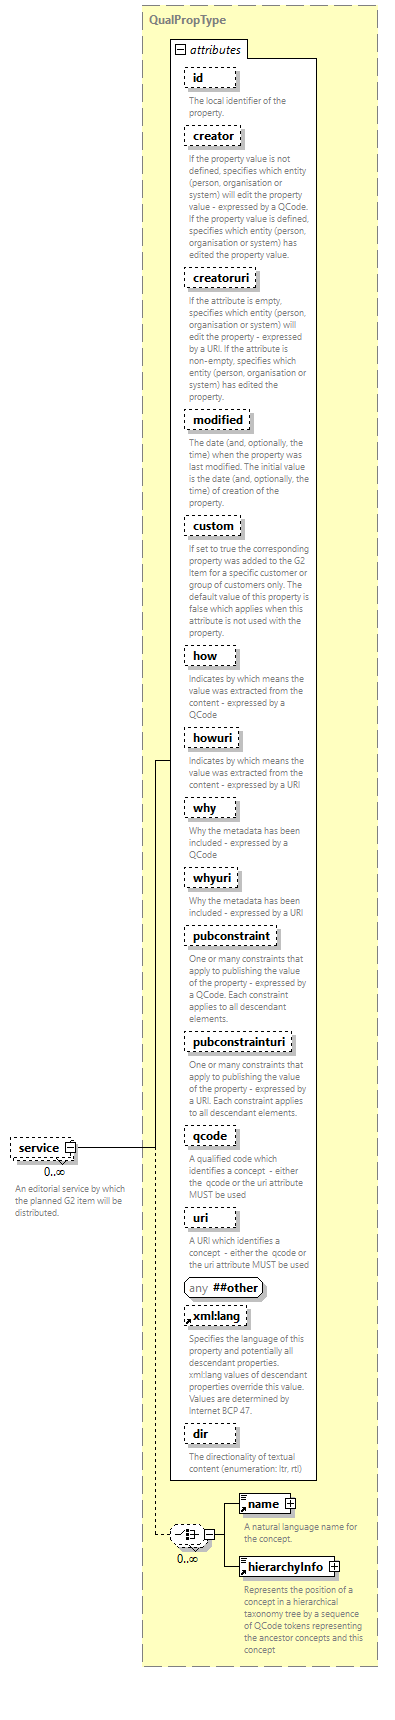 QualPropType
attributes
id
The local identifier of the
property.
creator
If the property value is not
defined, specifies which entity
(person, organisation or
system) will edit the property
value - expressed by a QCode.
If the property value is defined,
specifies which entity (person,
organisation or system) has
edited the property value.
creatoruri
If the attribute is empty,
specifies which entity (person,
organisation or system) will
edit the property - expressed
by a URI. If the attribute is
non-empty, specifies which
entity (person, organisation or
system) has edited the
property.
modified
The date (and, optionally, the
time) when the property was
last modified. The initial value
is the date (and, optionally, the
time) of creation of the
property.
custom
If set to true the corresponding
property was added to the G2
Item for a specific customer or
group of customers only. The
default value of this property is
false which applies when this
attribute is not used with the
property.
how
Indicates by which means the
value was extracted from the
content - expressed by a
QCode
howuri
Indicates by which means the
value was extracted from the
content - expressed by a URI
why
Why the metadata has been
included - expressed by a
QCode
whyuri
Why the metadata has been
included - expressed by a URI
pubconstraint
One or many constraints that
apply to publishing the value
of the property - expressed by
a QCode. Each constraint
applies to all descendant
elements.
pubconstrainturi
One or many constraints that
apply to publishing the value
of the property - expressed by
a URI. Each constraint applies
to all descendant elements.
qcode
A qualified code which
identifies a concept - either
the qcode or the uri attribute
MUST be used
uri
A URI which identifies a
concept - either the qcode or
the uri attribute MUST be used
any ##other
xml:lang
Specifies the language of this
property and potentially all
descendant properties.
xml:lang values of descendant
properties override this value.
Values are determined by
Internet BCP 47.
dir
The directionality of textual
content (enumeration: ltr, rtl)
service
0..∞
An editorial service by which
the planned G2 item will be
distributed.
0..∞
name
A natural language name for
the concept.
hierarchyInfo
Represents the position of a
concept in a hierarchical
taxonomy tree by a sequence
of QCode tokens representing
the ancestor concepts and this
concept